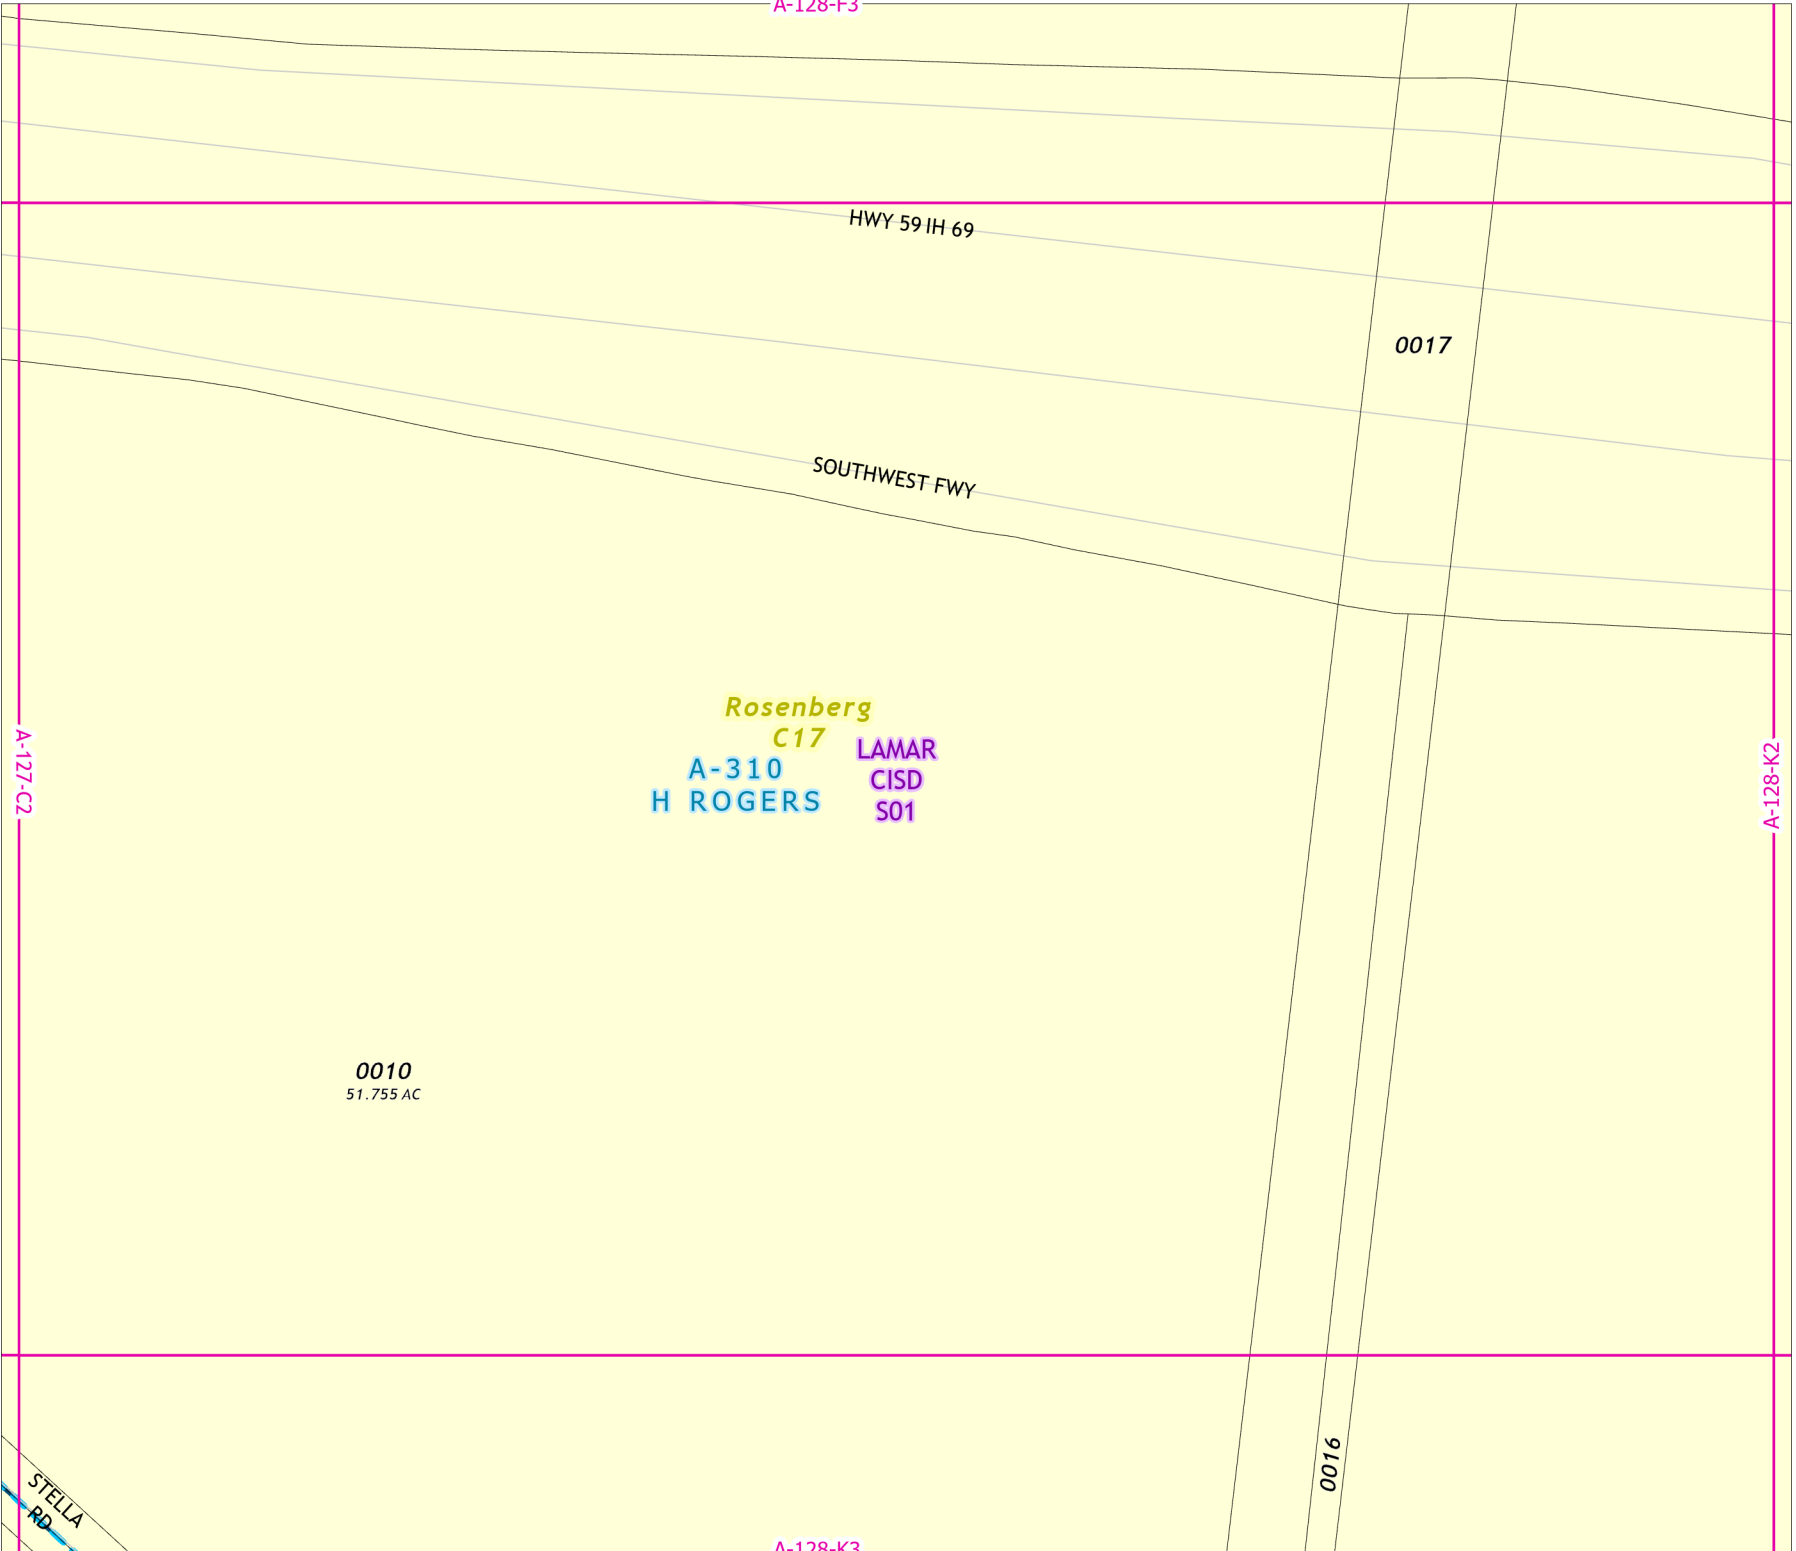 A-128-F3
HWY 59 IH 69
0017
SOUTHWEST FWY
Rosenberg
C17
LAMAR
CISD
S01
A-310
H ROGERS
A-127-C2
A-128-K2
0010
51.755 AC
0016
STELLA
RD
A-128-K3